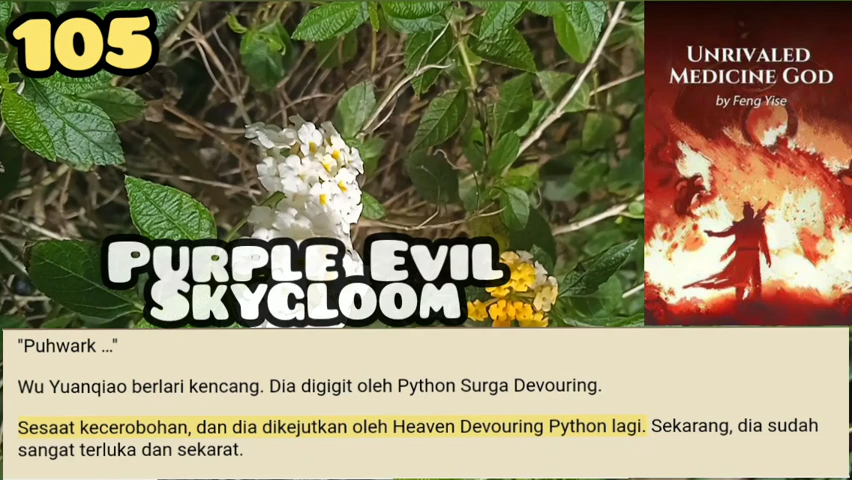 105
UNRIVALED
MEDICINE GOD
by Feng Yise
PURPLE EVIL
SKYGLOOM
"Puhwark ..."
Wu Yuanqiao berlari kencang. Dia digigit oleh Python Surga Devouring.
Sesaat kecerobohan, dan dia dikejutkan oleh Heaven Devouring Python lagi. Sekarang, dia sudah
sangat terluka dan sekarat.